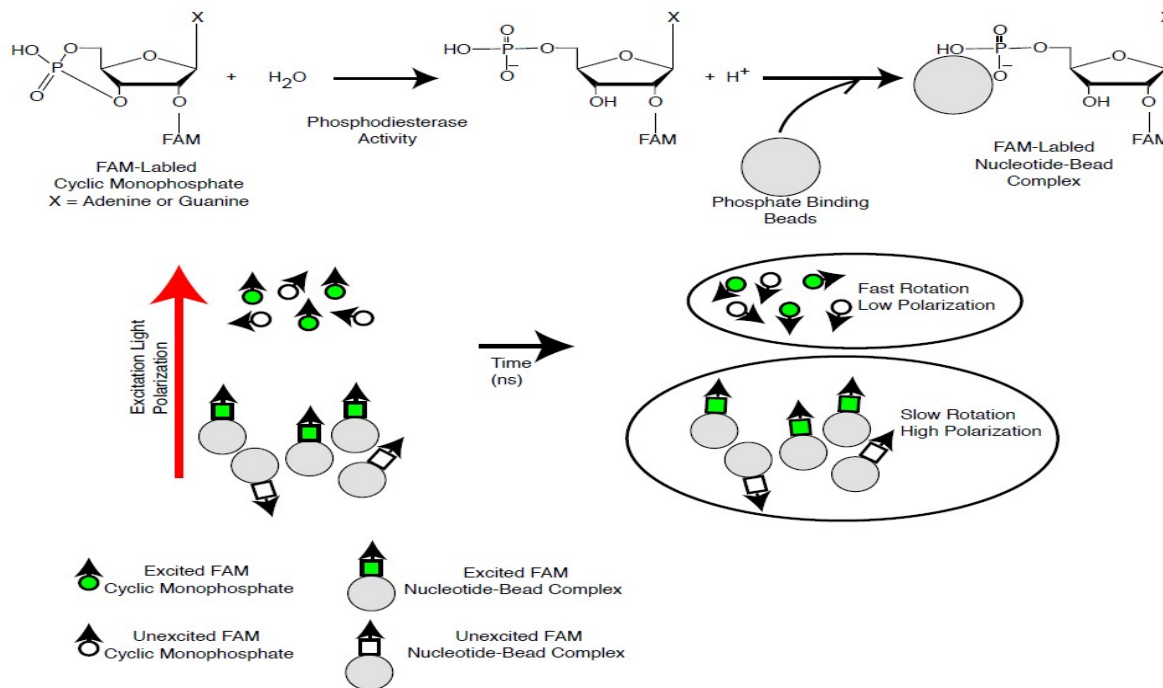 X
HO
O
O
P
O
O
O
FAM
+
H2O
Phosphodiesterase
Activity
FAM-Labled
Cyclic Monophosphate
X = Adenine or Guanine
X
O
HO
P
O
O
O−
OH
O
FAM
+ H+
Phosphate Binding
Beads
X
O
HO
P
O
O
O−
OH
O
FAM
FAM-Labled
Nucleotide-Bead
Complex
Excitation Light
Polarization
Time
(ns)
Fast Rotation
Low Polarization
Slow Rotation
High Polarization
Excited FAM
Cyclic Monophosphate
Excited FAM
Nucleotide-Bead Complex
Unexcited FAM
Cyclic Monophosphate
Unexcited FAM
Nucleotide-Bead Complex